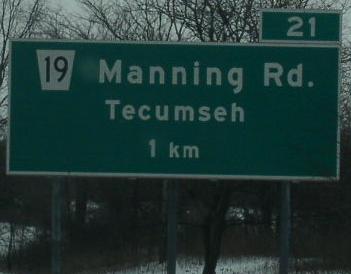 21
19 Manning Rd.
Tecumseh
1 km